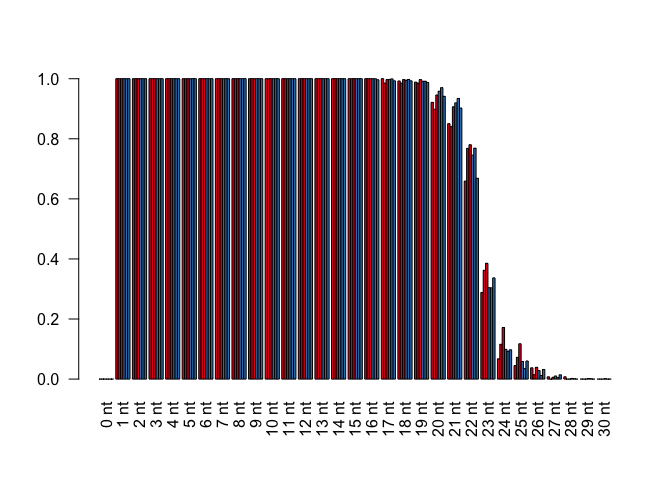 1.0
0.8
0.6
0.4
0.2
0.0
0 nt
1 nt
2 nt
3 nt
4 nt
5 nt
6 nt
7 nt
8 nt
9 nt
10 nt
11 nt
12 nt
13 nt
14 nt
15 nt
16 nt
17 nt
18 nt
19 nt
20 nt
21 nt
22 nt
23 nt
24 nt
25 nt
26 nt
27 nt
28 nt
29 nt
30 nt